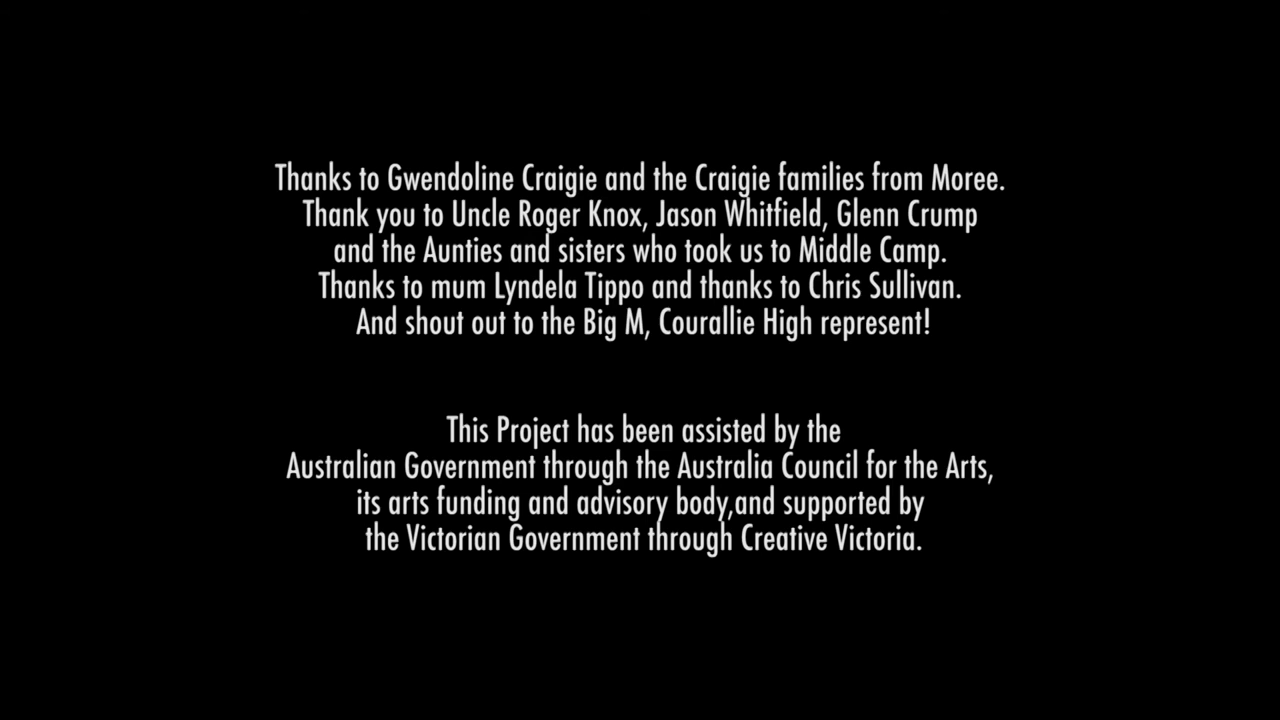 Thanks to Gwendoline Craigie and the Craigie families from Moree.
Thank you to Uncle Roger Knox, Jason Whitfield, Glenn Crump
and the Aunties and sisters who took us to Middle Camp.
Thanks to mum Lyndela Tippo and thanks to Chris Sullivan.
And shout out to the Big M, Courallie High represent!
This Project has been assisted by the
Australian Government through the Australia Council for the Arts,
its arts funding and advisory body,and supported by
the Victorian Government through Creative Victoria.